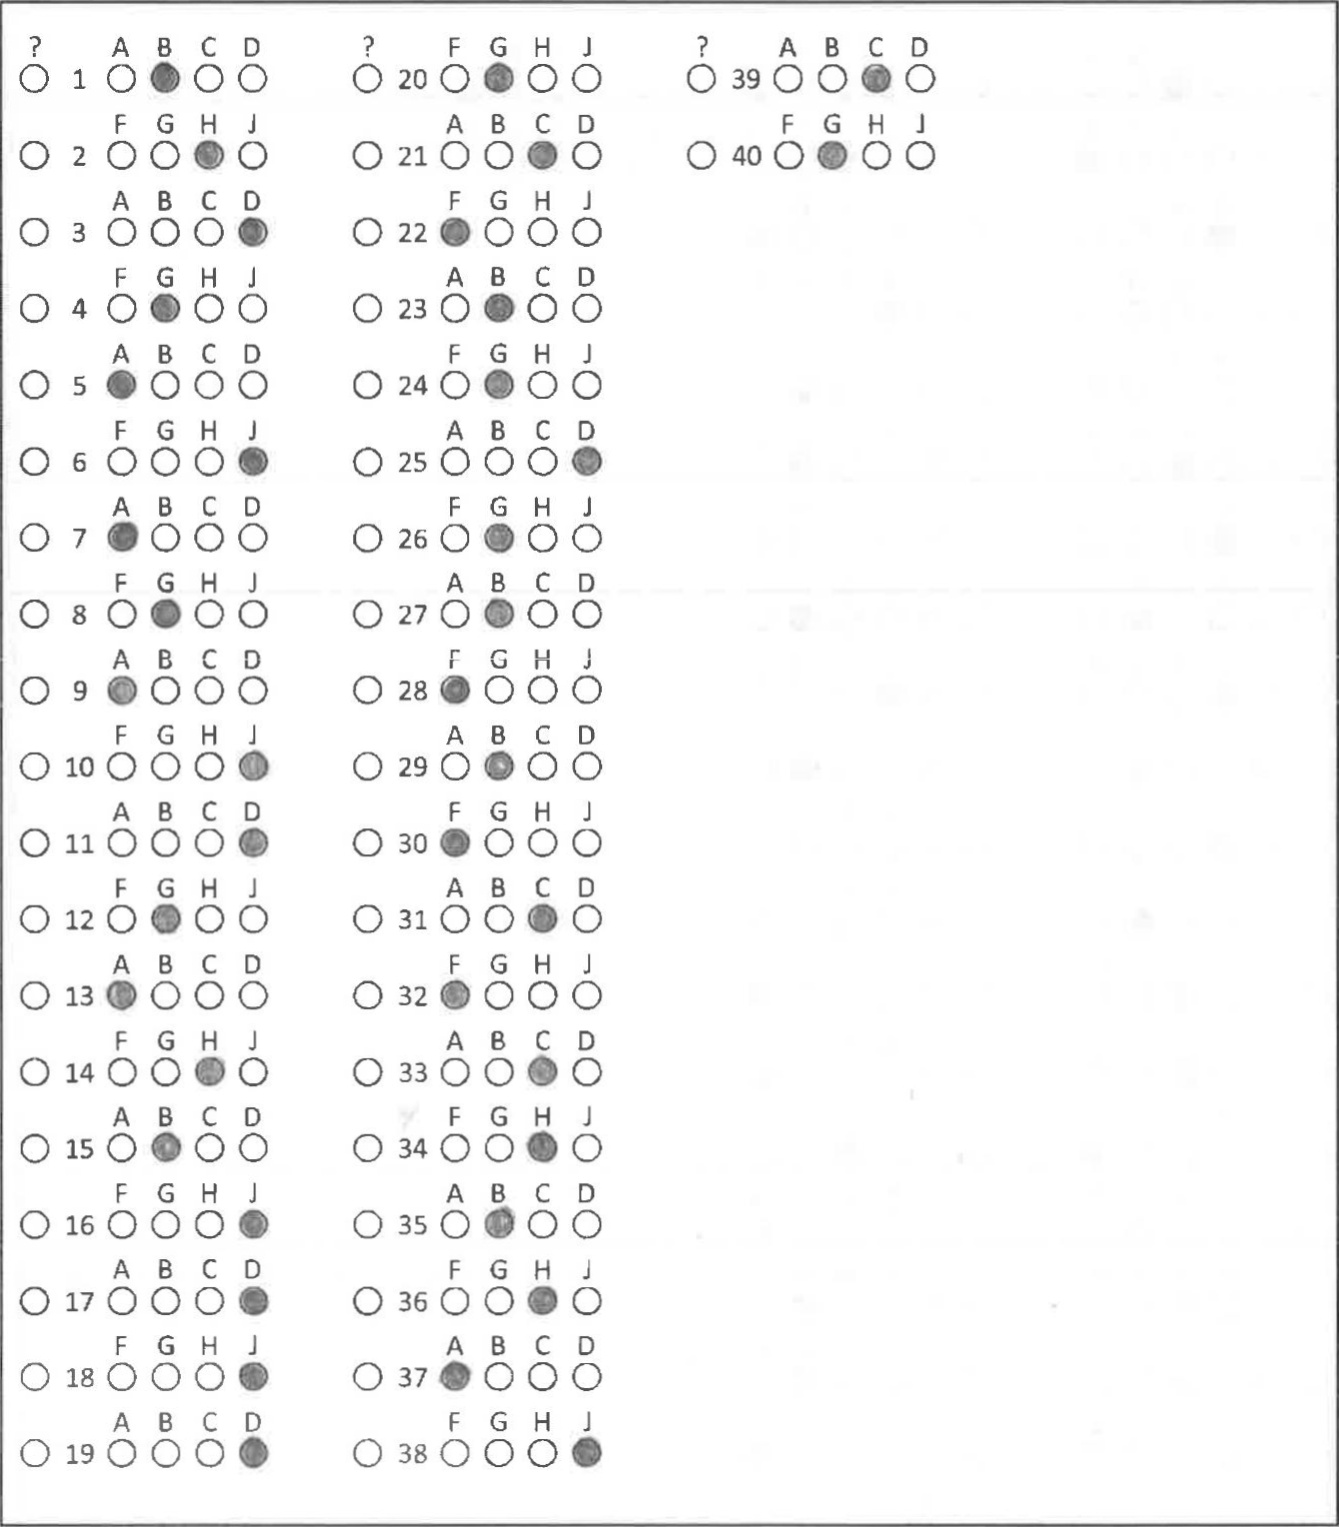 ? A B C D
1
F G H J
2
A B C D
3
F G H J
4
A B C D
5
F G H J
6
A B C D
7
F G H J
8
A B C D
9
F G H J
10
A B C D
11
F G H J
12
A B C D
13
F G H J
14
A B C D
15
F G H J
16
A B C D
17
F G H J
18
A B C D
19
? F G H J
20
A B C D
21
F G H J
22
A B C D
23
F G H J
24
A B C D
25
F G H J
26
A B C D
27
F G H J
28
A B C D
29
F G H J
30
A B C D
31
F G H J
32
A B C D
33
F G H J
34
A B C D
35
F G H J
36
A B C D
37
F G H J
38
? A B C D
39
F G H J
40